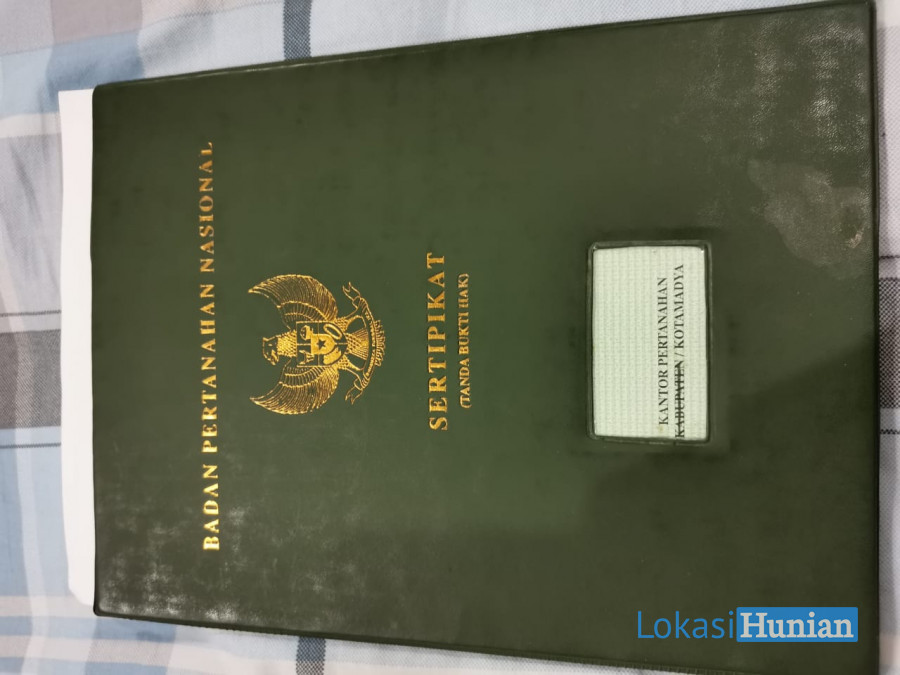 BADAN PERTANAHAN NASIONAL
SERTIPIKAT
(TANDA BUKTI HAK)
KANTOR PERTANAHAN
KABUPATEN / KOTAMADYA
LokasiHunian